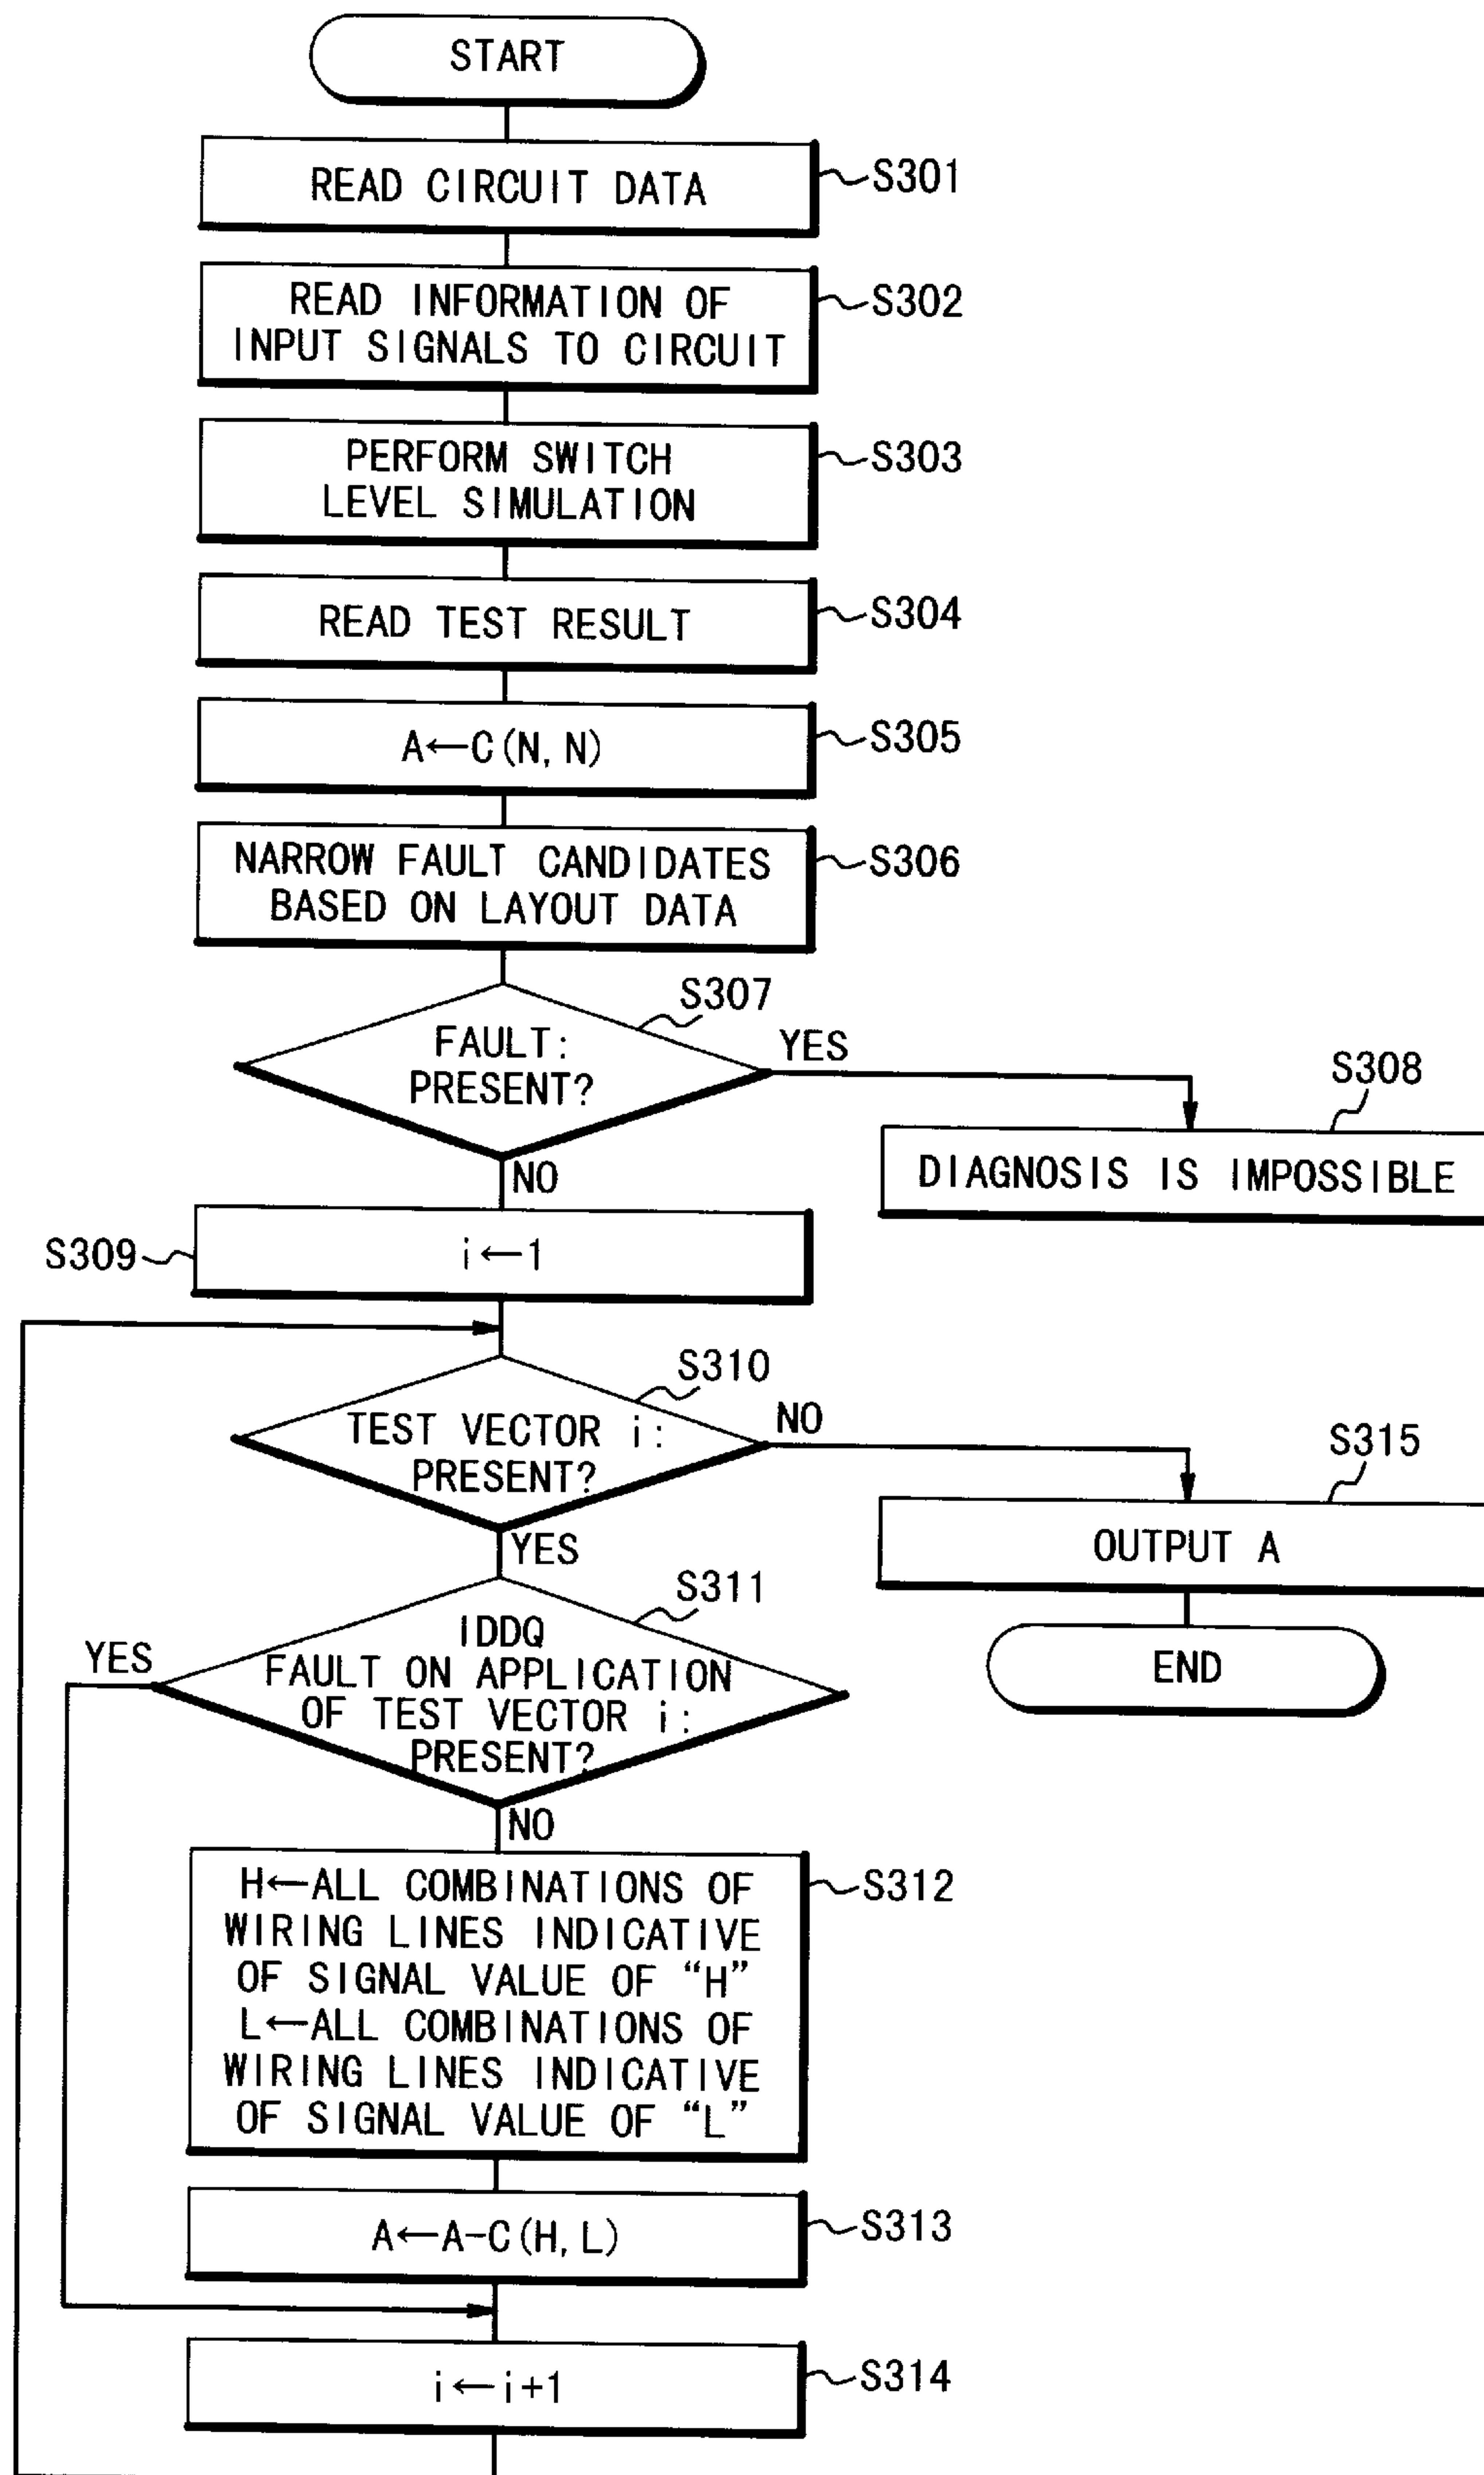 START
READ CIRCUIT DATA
S301
READ INFORMATION OF
INPUT SIGNALS TO CIRCUIT
S302
PERFORM SWITCH
LEVEL SIMULATION
S303
READ TEST RESULT
S304
A←C(N,N)
S305
NARROW FAULT CANDIDATES
BASED ON LAYOUT DATA
S306
S307
FAULT:
PRESENT?
YES
NO
S308
DIAGNOSIS IS IMPOSSIBLE
S309
i←1
S310
TEST VECTOR i:
PRESENT?
NO
YES
S315
OUTPUT A
END
S311
IDDQ
FAULT ON APPLICATION
OF TEST VECTOR i:
PRESENT?
YES
NO
H←ALL COMBINATIONS OF
WIRING LINES INDICATIVE
OF SIGNAL VALUE OF “H”
L←ALL COMBINATIONS OF
WIRING LINES INDICATIVE
OF SIGNAL VALUE OF “L”
S312
A←A-C(H,L)
S313
i←i+1
S314